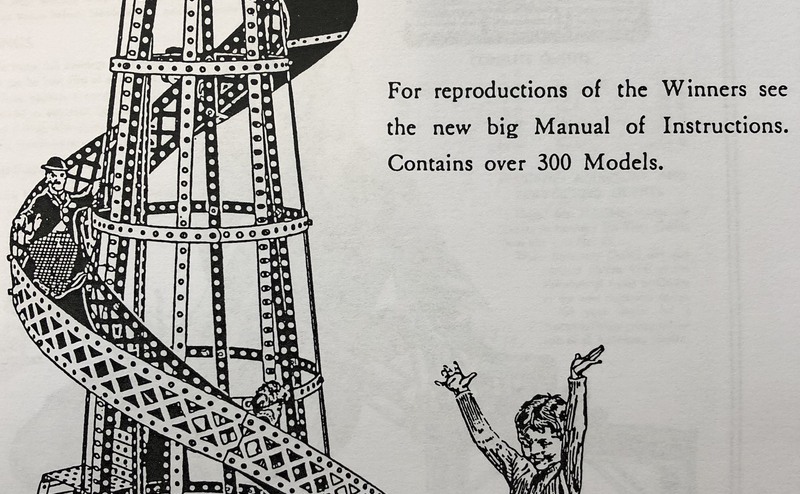 For reproductions of the Winners see
the new big Manual of Instructions.
Contains over 300 Models.